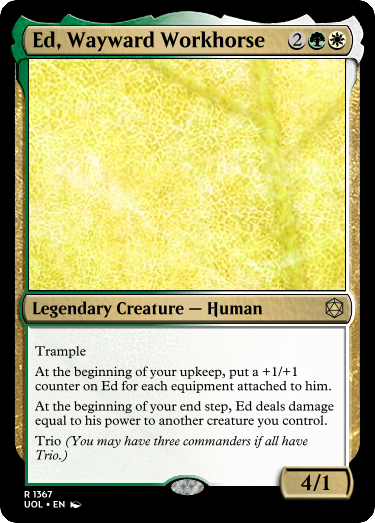 Ed, Wayward Workhorse 2
Legendary Creature — Human
Trample
At the beginning of your upkeep, put a +1/+1
counter on Ed for each equipment attached to him.
At the beginning of your end step, Ed deals damage
equal to his power to another creature you control.
Trio (You may have three commanders if all have
Trio.)
4/1
R 1367
UOL • EN